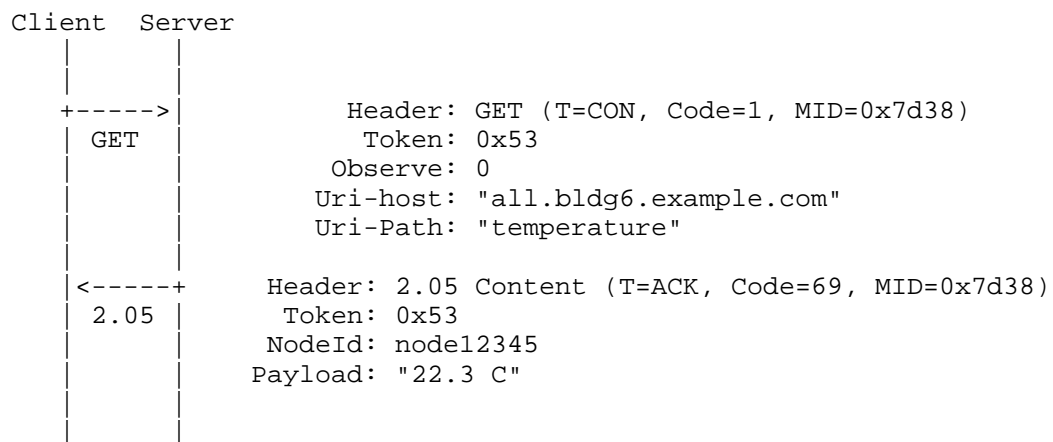 Client Server
+----->| Header: GET (T=CON, Code=1, MID=0x7d38)
| GET | Token: 0x53
Observe: 0
Uri-host: "all.bldg6.example.com"
Uri-Path: "temperature"
|<-----+ Header: 2.05 Content (T=ACK, Code=69, MID=0x7d38)
| 2.05 | Token: 0x53
NodeId: node12345
Payload: "22.3 C"